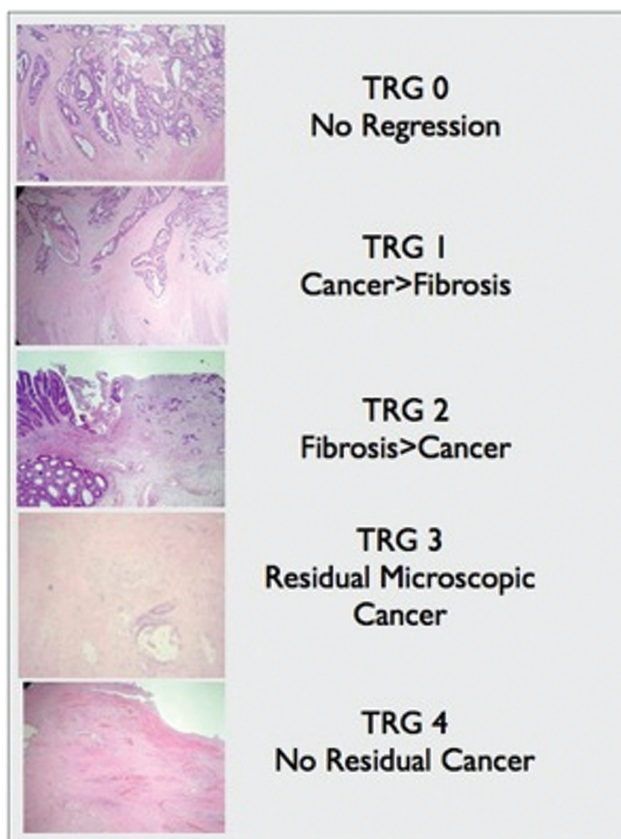 TRG 0
No Regression
TRG 1
Cancer>Fibrosis
TRG 2
Fibrosis>Cancer
TRG 3
Residual Microscopic
Cancer
TRG 4
No Residual Cancer